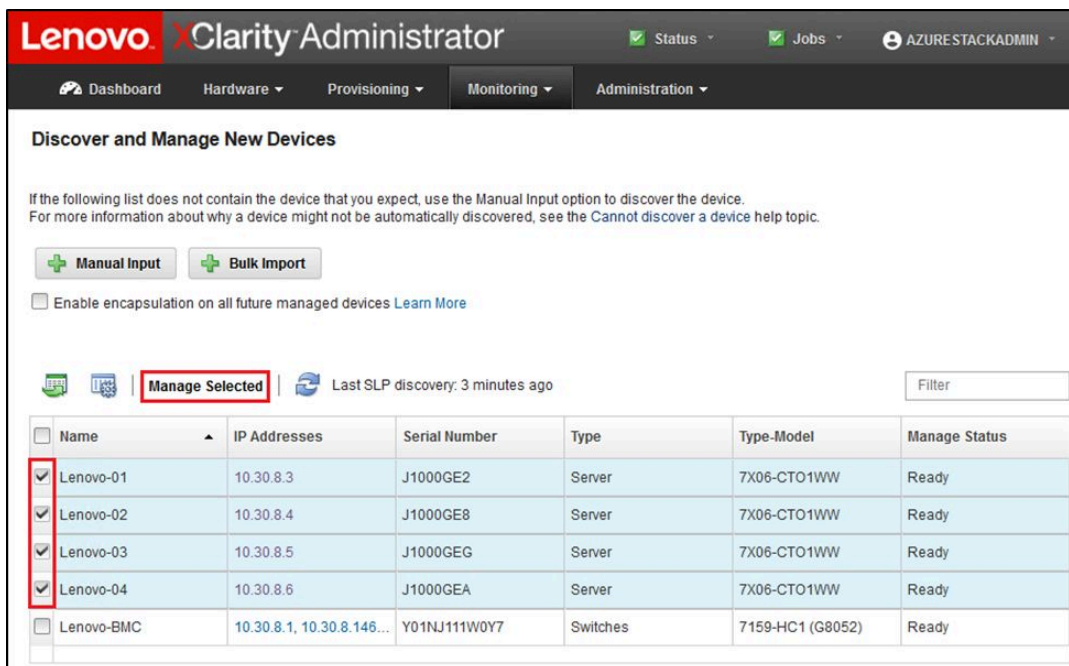 Lenovo. XClarity Administrator Status Jobs AZURESTACKADMIN
Dashboard Hardware Provisioning Monitoring Administration
Discover and Manage New Devices
If the following list does not contain the device that you expect, use the Manual Input option to discover the device.
For more information about why a device might not be automatically discovered, see the Cannot discover a device help topic.
Manual Input Bulk Import
Enable encapsulation on all future managed devices Learn More
Manage Selected Last SLP discovery: 3 minutes ago Filter
Name IP Addresses Serial Number Type Type-Model Manage Status
Lenovo-01 10.30.8.3 J1000GE2 Server 7X06-CTO1WW Ready
Lenovo-02 10.30.8.4 J1000GE8 Server 7X06-CTO1WW Ready
Lenovo-03 10.30.8.5 J1000GEG Server 7X06-CTO1WW Ready
Lenovo-04 10.30.8.6 J1000GEA Server 7X06-CTO1WW Ready
Lenovo-BMC 10.30.8.1, 10.30.8.146... Y01NJ111W0Y7 Switches 7159-HC1 (G8052) Ready